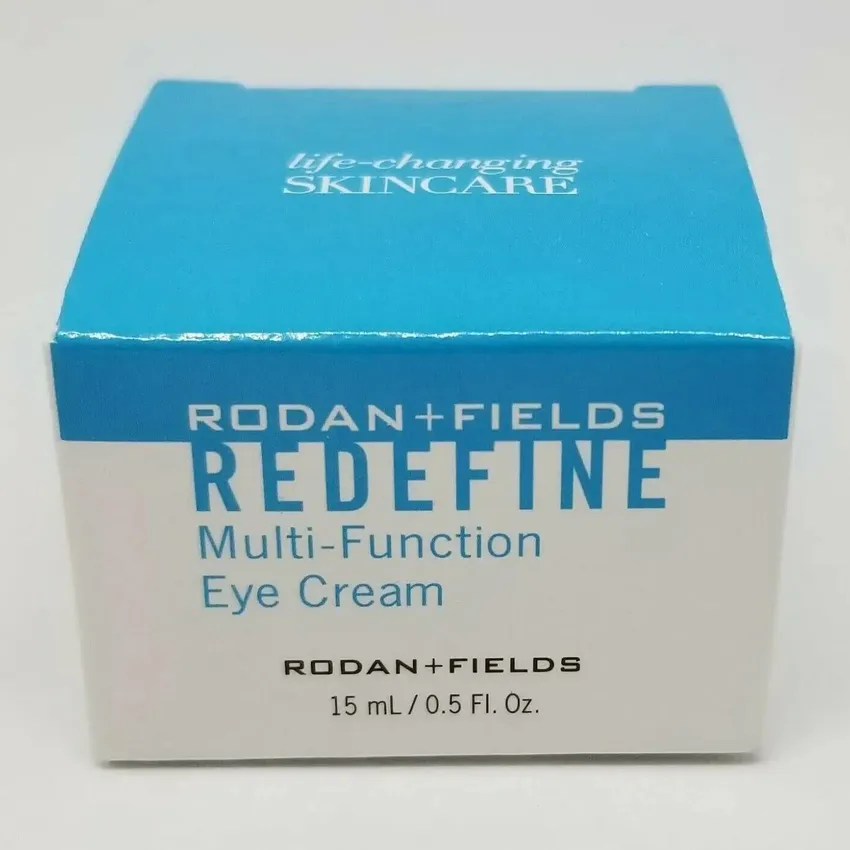 life-changing
SKINCARE
RODAN+FIELDS
REDEFINE
Multi-Function
Eye Cream
RODAN+FIELDS
15 mL / 0.5 Fl. Oz.